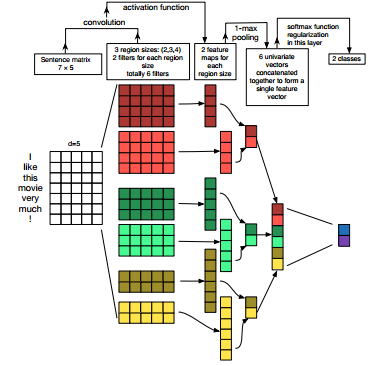 activation function
convolution
1-max
pooling
softmax function
regularization
in this layer
Sentence matrix
7 × 5
3 region sizes: (2,3,4)
2 filters for each region
size
totally 6 filters
2 feature
maps for
each
region size
6 univariate
vectors
concatenated
together to form a
single feature
vector
2 classes
d=5
I
like
this
movie
very
much
!